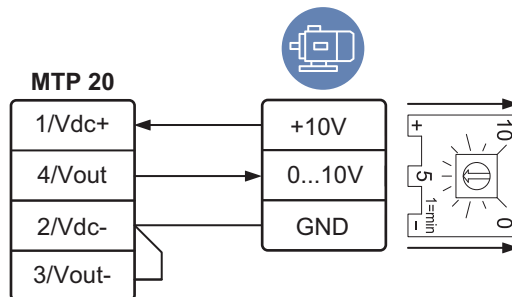 MTP 20
1/Vdc+
4/Vout
2/Vdc-
3/Vout-
+10V
0...10V
GND
+ 10
5
1=min
- 0